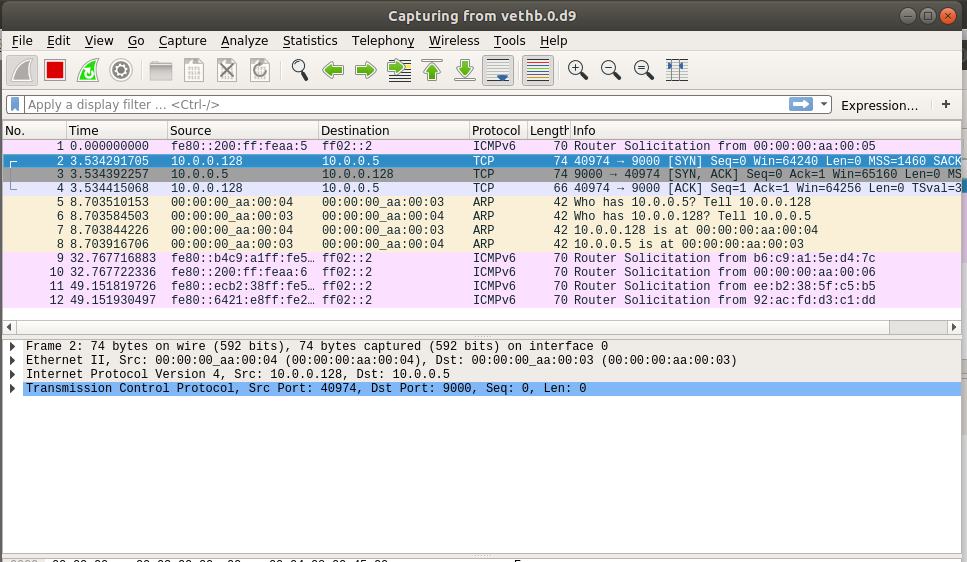 Capturing from vethb.0.d9
File Edit View Go Capture Analyze Statistics Telephony Wireless Tools Help
Apply a display filter … <Ctrl-/> Expression… +
No. Time Source Destination Protocol Length Info
1 0.000000000 fe80::200:ff:feaa:5 ff02::2 ICMPv6 70 Router Solicitation from 00:00:00:aa:00:05
2 3.534291705 10.0.0.128 10.0.0.5 TCP 74 40974 → 9000 [SYN] Seq=0 Win=64240 Len=0 MSS=1460 SACK
3 3.534392257 10.0.0.5 10.0.0.128 TCP 74 9000 → 40974 [SYN, ACK] Seq=0 Ack=1 Win=65160 Len=0 MS
4 3.534415068 10.0.0.128 10.0.0.5 TCP 66 40974 → 9000 [ACK] Seq=1 Ack=1 Win=64256 Len=0 TSval=3
5 8.703510153 00:00:00_aa:00:04 00:00:00_aa:00:03 ARP 42 Who has 10.0.0.5? Tell 10.0.0.128
6 8.703584503 00:00:00_aa:00:03 00:00:00_aa:00:04 ARP 42 Who has 10.0.0.128? Tell 10.0.0.5
7 8.703844226 00:00:00_aa:00:04 00:00:00_aa:00:03 ARP 42 10.0.0.128 is at 00:00:00:aa:00:04
8 8.703916706 00:00:00_aa:00:03 00:00:00_aa:00:04 ARP 42 10.0.0.5 is at 00:00:00:aa:00:03
9 32.767716883 fe80::b4c9:a1ff:fe5… ff02::2 ICMPv6 70 Router Solicitation from b6:c9:a1:5e:d4:7c
10 32.767722336 fe80::200:ff:feaa:6 ff02::2 ICMPv6 70 Router Solicitation from 00:00:00:aa:00:06
11 49.151819726 fe80::ecb2:38ff:fe5… ff02::2 ICMPv6 70 Router Solicitation from ee:b2:38:5f:c5:b5
12 49.151930497 fe80::6421:e8ff:fe2… ff02::2 ICMPv6 70 Router Solicitation from 92:ac:fd:d3:c1:dd
Frame 2: 74 bytes on wire (592 bits), 74 bytes captured (592 bits) on interface 0
Ethernet II, Src: 00:00:00_aa:00:04 (00:00:00:aa:00:04), Dst: 00:00:00_aa:00:03 (00:00:00:aa:00:03)
Internet Protocol Version 4, Src: 10.0.0.128, Dst: 10.0.0.5
Transmission Control Protocol, Src Port: 40974, Dst Port: 9000, Seq: 0, Len: 0